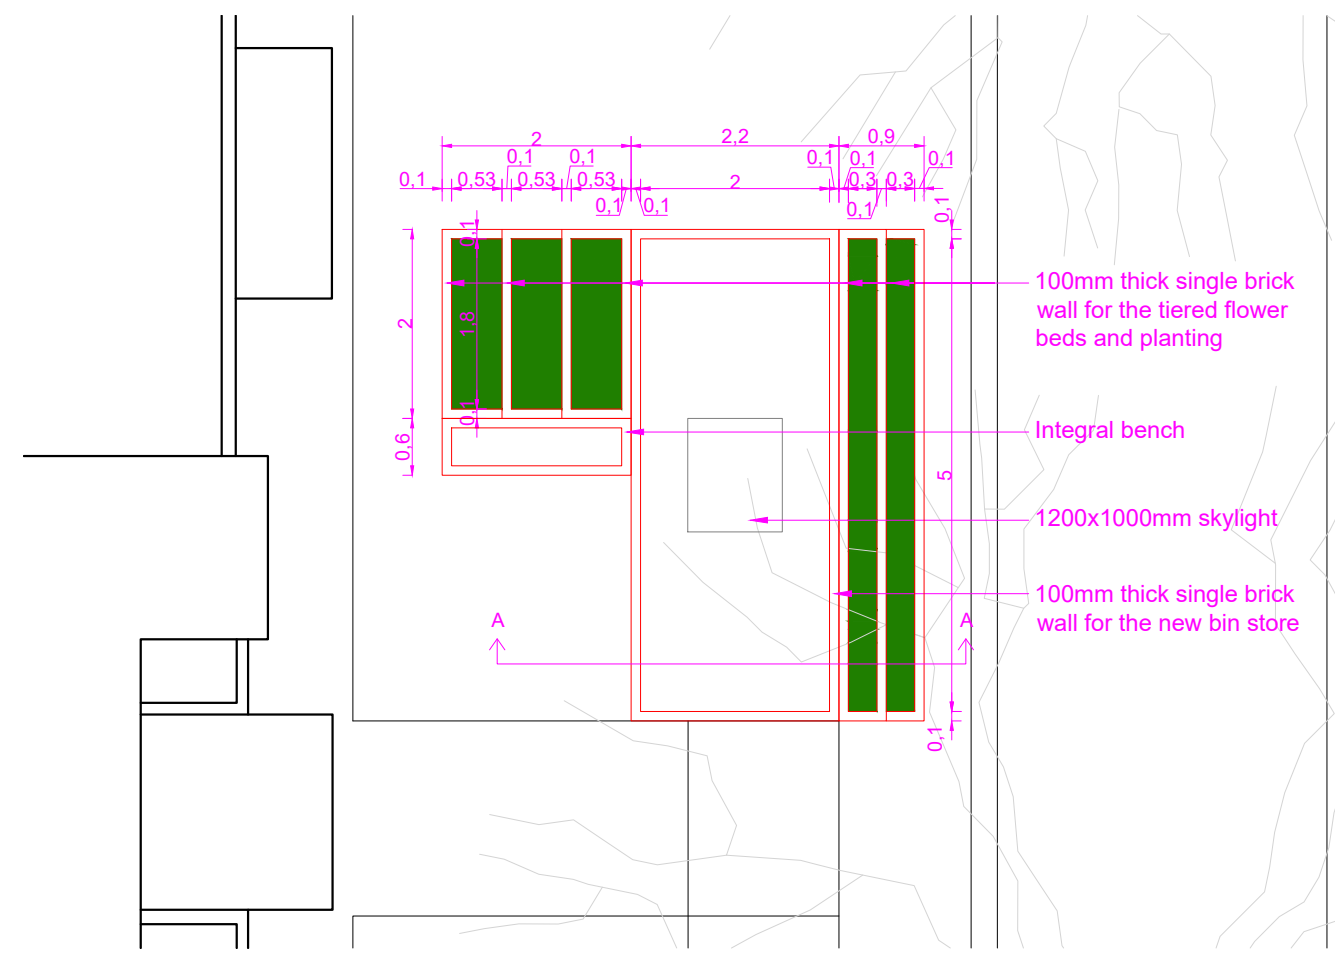 2
2,2
0,9
0,1
0,1
0,1
0,1
0,1
0,1
0,53
0,53
0,53
2
0,3
0,3
0,1
0,1
0,1
0,1
0,1
2
1,8
0,1
0,6
5
0,1
100mm thick single brick
wall for the tiered flower
beds and planting
Integral bench
1200x1000mm skylight
100mm thick single brick
wall for the new bin store
A
A